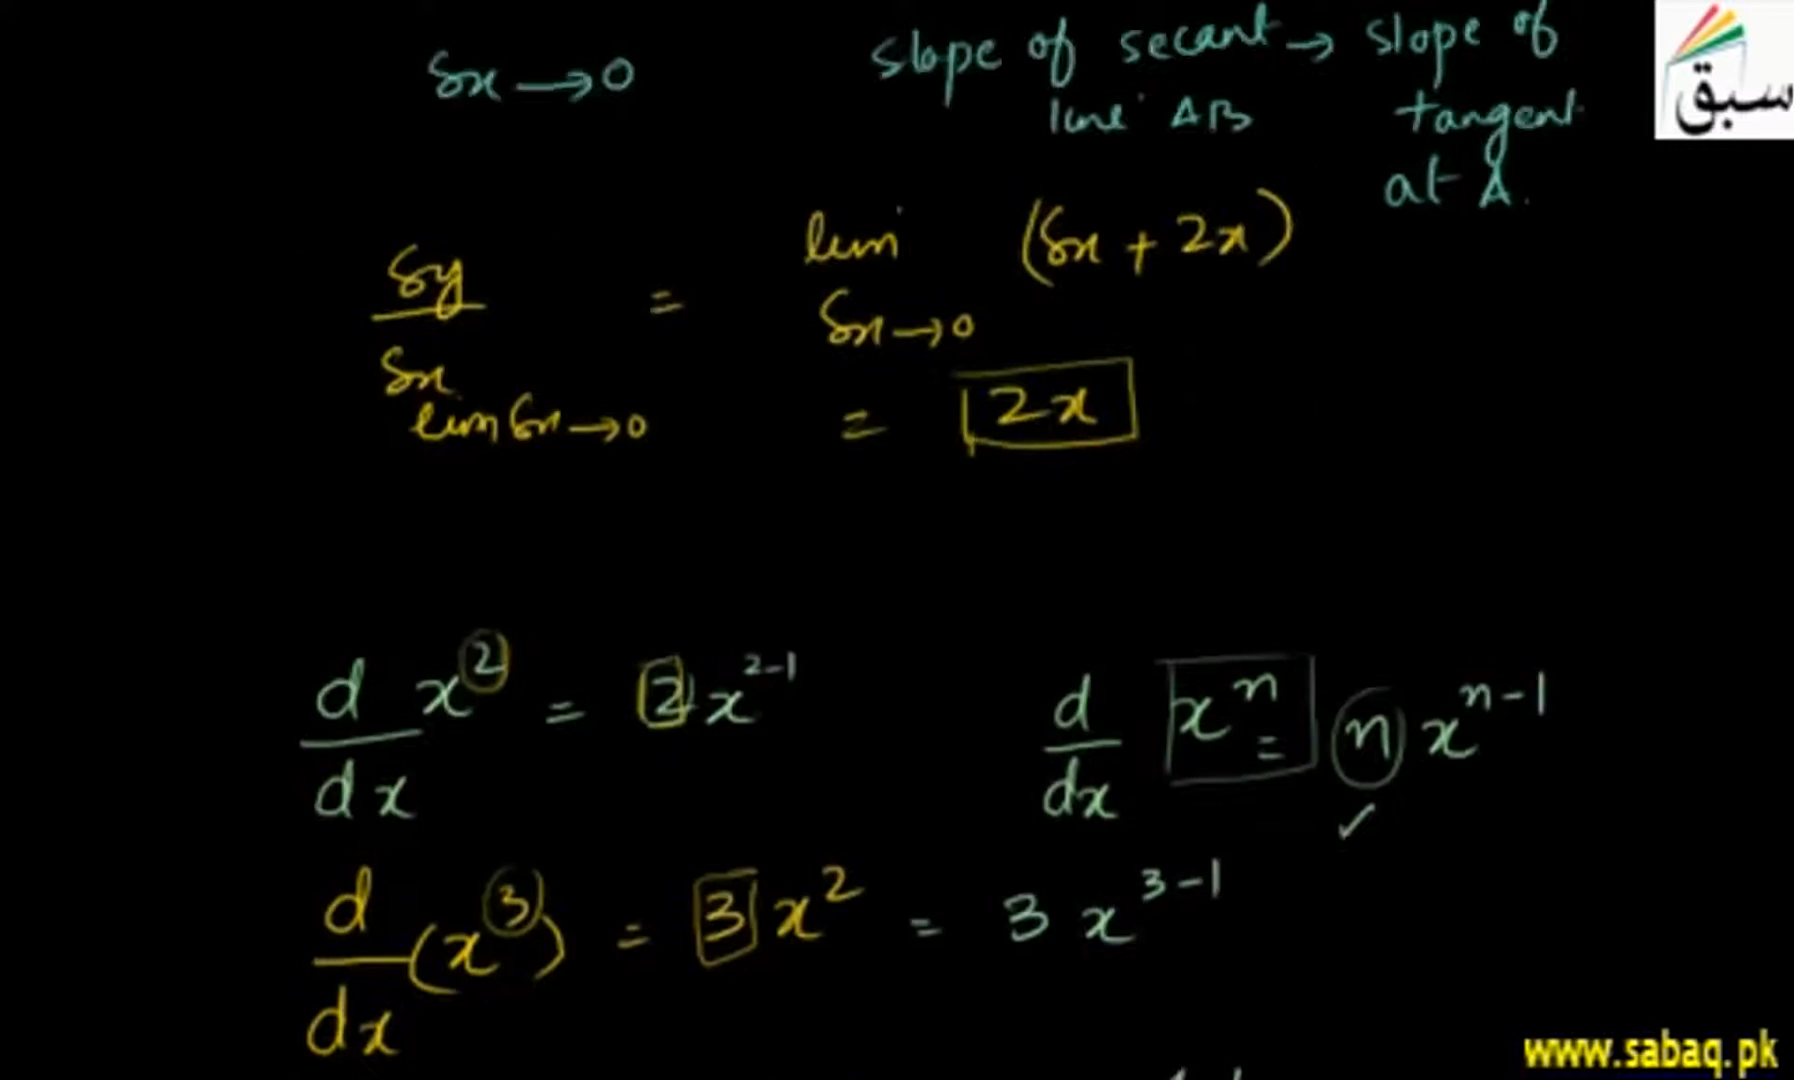 δx → 0
slope of secant → slope of
line AB tangent
at A.
δy/δx lim δx→0 = lim δx→0 (δx + 2x)
= 2x
d/dx x² = 2x²⁻¹
d/dx xⁿ = n xⁿ⁻¹ ✓
d/dx (x³) = 3x² = 3x³⁻¹
سبق
www.sabaq.pk